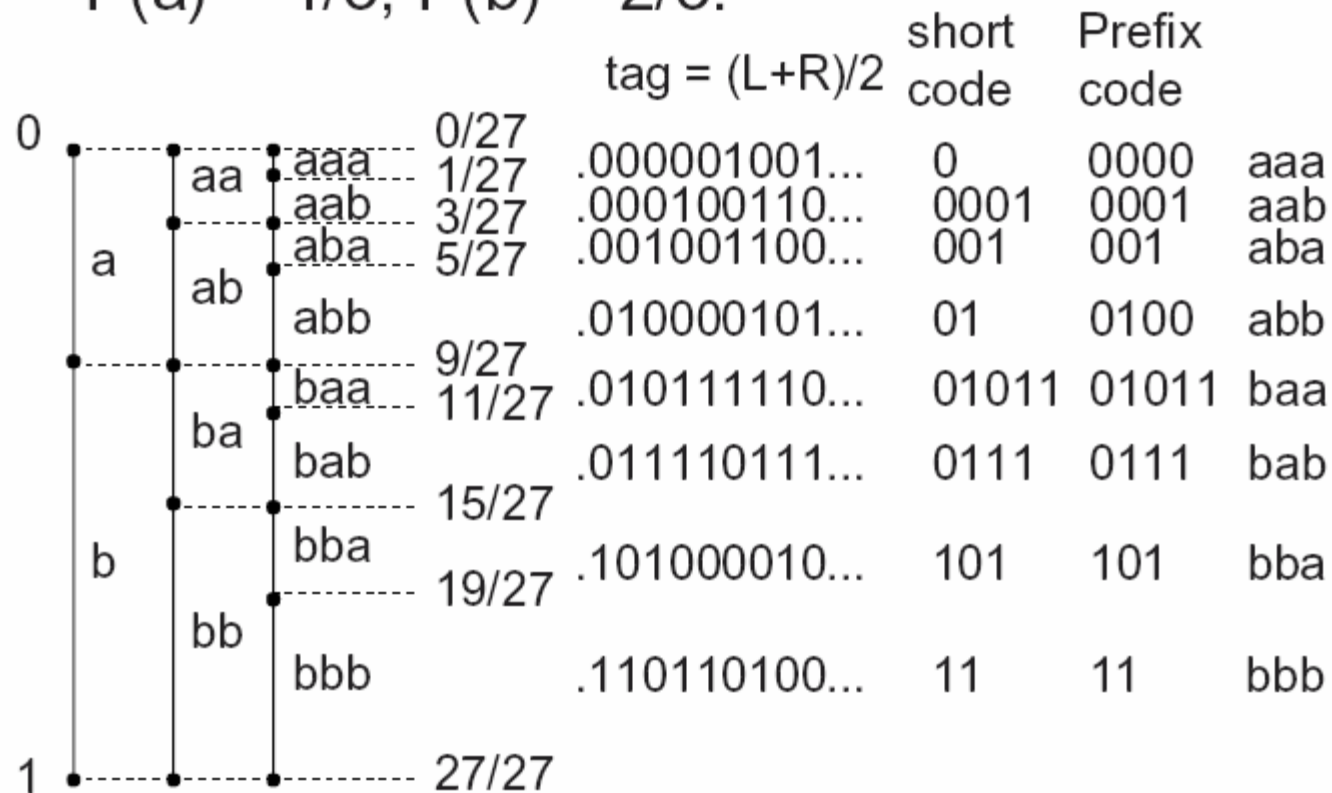 tag = (L+R)/2 short code Prefix code
0
0/27
aa aaa 1/27 .000001001... 0 0000 aaa
aab 3/27 .000100110... 0001 0001 aab
a aba 5/27 .001001100... 001 001 aba
ab abb .010000101... 01 0100 abb
9/27
baa 11/27 .010111110... 01011 01011 baa
ba bab .011110111... 0111 0111 bab
15/27
b bba .101000010... 101 101 bba
19/27
bb bbb .110110100... 11 11 bbb
1 27/27